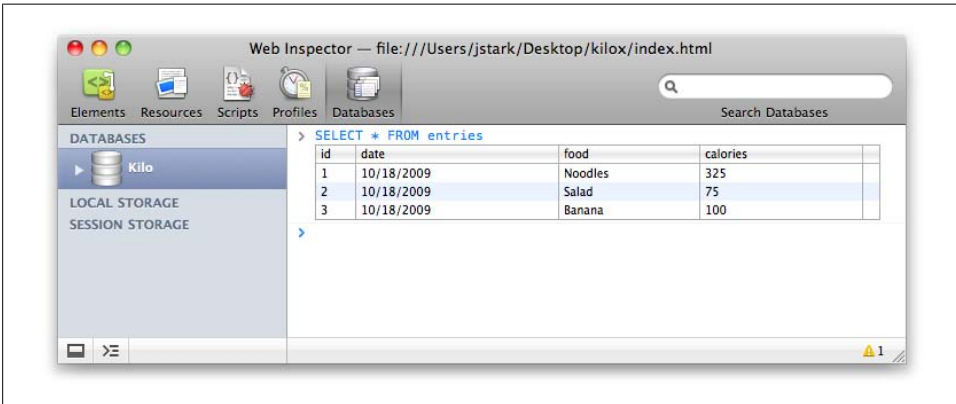 Web Inspector — file:///Users/jstark/Desktop/kilox/index.html
Elements Resources Scripts Profiles Databases Search Databases
DATABASES
Kilo
LOCAL STORAGE
SESSION STORAGE
> SELECT * FROM entries
id date food calories
1 10/18/2009 Noodles 325
2 10/18/2009 Salad 75
3 10/18/2009 Banana 100
>
1